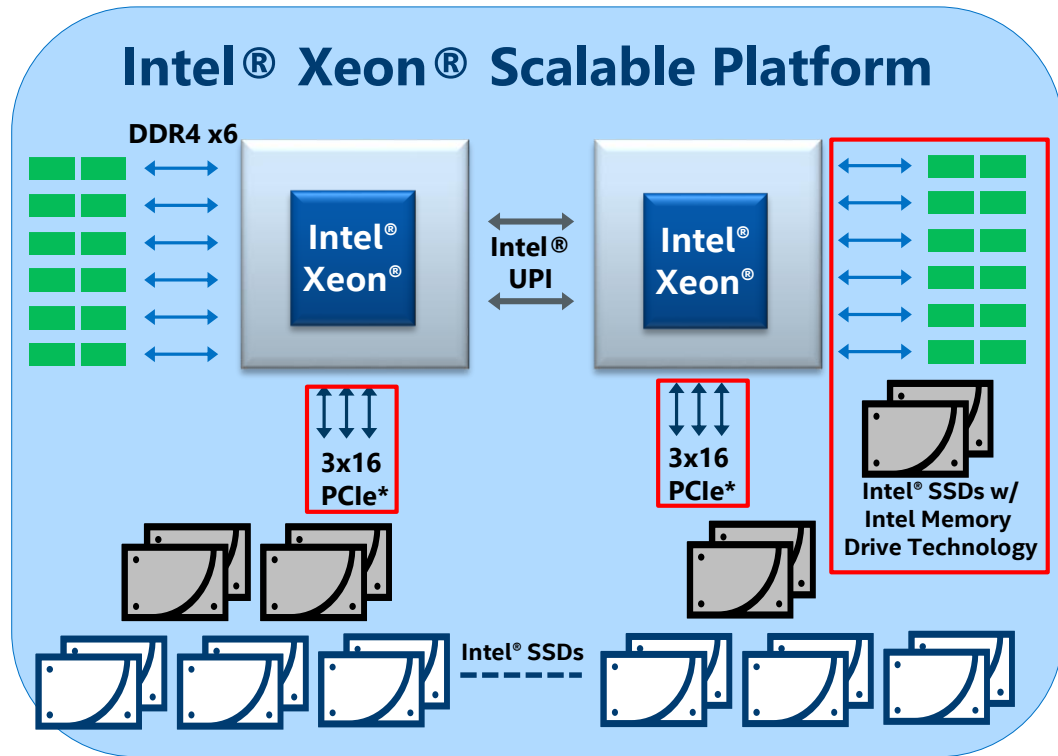 Intel® Xeon® Scalable Platform
DDR4 x6
Intel®
Xeon®
Intel®
UPI
Intel®
Xeon®
3x16
PCIe*
3x16
PCIe*
Intel® SSDs w/
Intel Memory
Drive Technology
Intel® SSDs